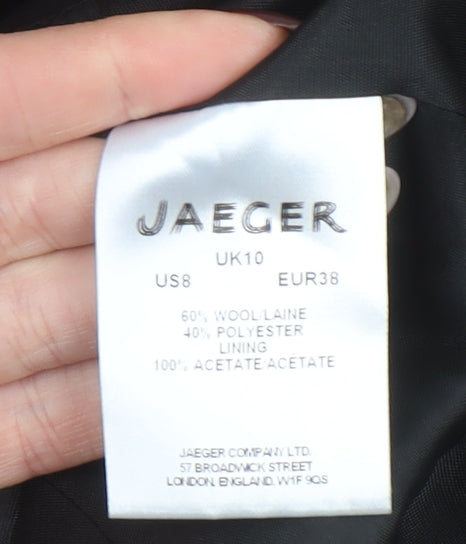 JAEGER
UK10
US8 EUR38
60% WOOL/LAINE
40% POLYESTER
LINING
100% ACETATE/ACETATE
JAEGER COMPANY LTD.
57 BROADWICK STREET
LONDON, ENGLAND, W1F 9QS